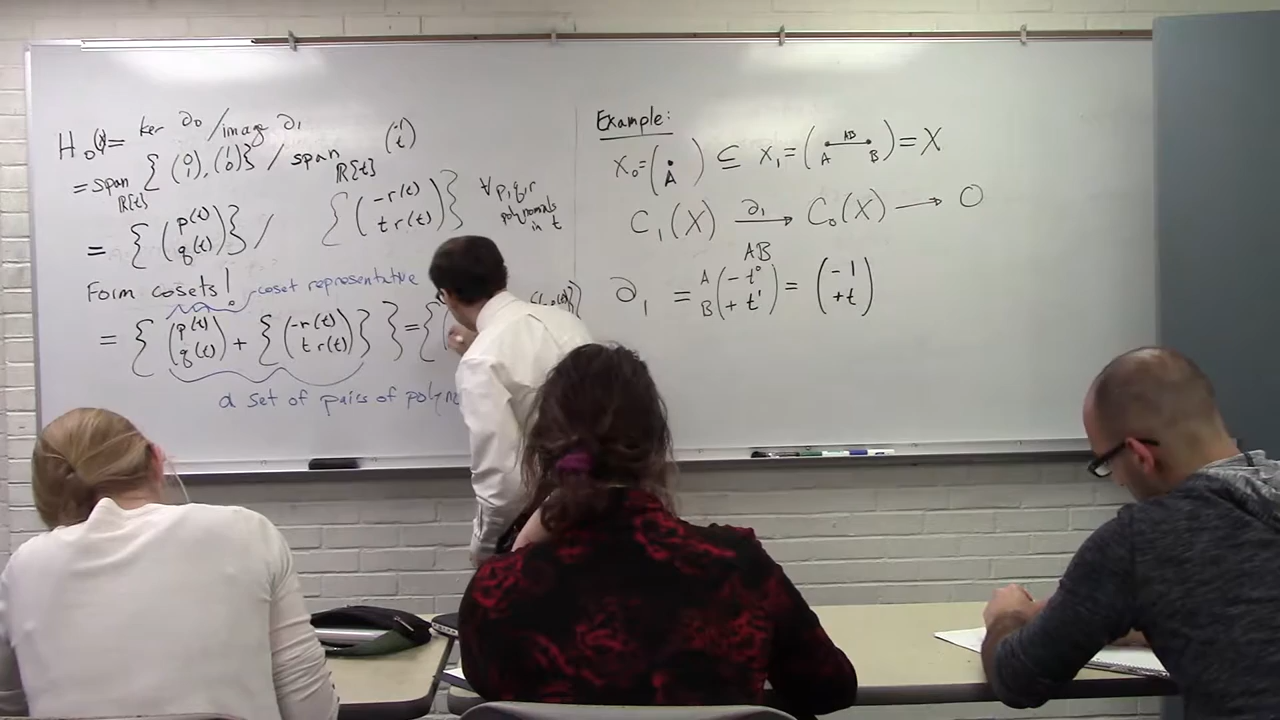 H₀(X) = ker ∂₀ / image ∂₁
= span_ℝ[t] { (0 1), (1 0) } / span_ℝ[t] (-1 t)
= { (p(t) q(t)) } / { (-r(t) t r(t)) } ∀ p, q, r polynomials in t
Form cosets! coset representative
= { (p(t) q(t)) + { (-r(t) t r(t)) } } = {
a set of pairs of
Example:
X₀ = ( A ) ⊆ X₁ = ( A AB B ) = X
C₁(X) ∂₁→ C₀(X) → 0
AB
∂₁ = A B ( -t⁰ +t¹ ) = ( -1 +t )